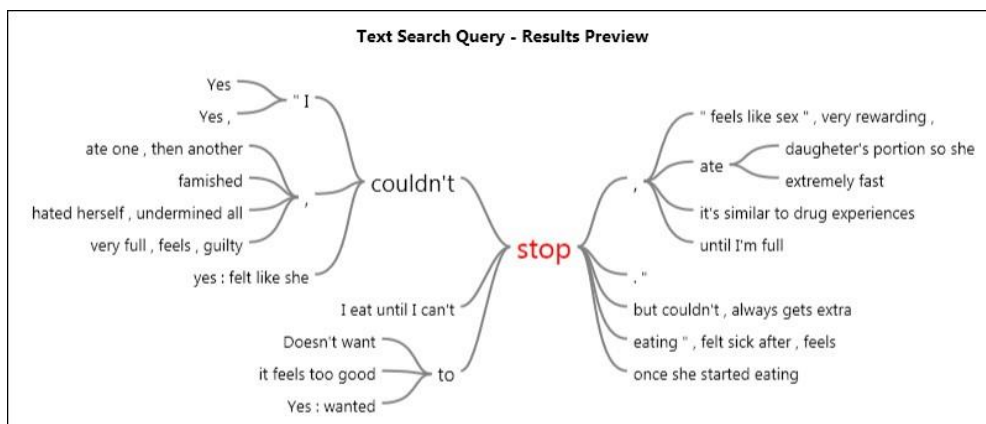 Text Search Query - Results Preview
Yes
Yes ,
" I
ate one , then another
famished
hated herself , undermined all
very full , feels , guilty
,
yes : felt like she
couldn't
I eat until I can't
Doesn't want
it feels too good
Yes : wanted
to
stop
,
" feels like sex " , very rewarding ,
ate
daugheter's portion so she
extremely fast
it's similar to drug experiences
until I'm full
. "
but couldn't , always gets extra
eating " , felt sick after , feels
once she started eating